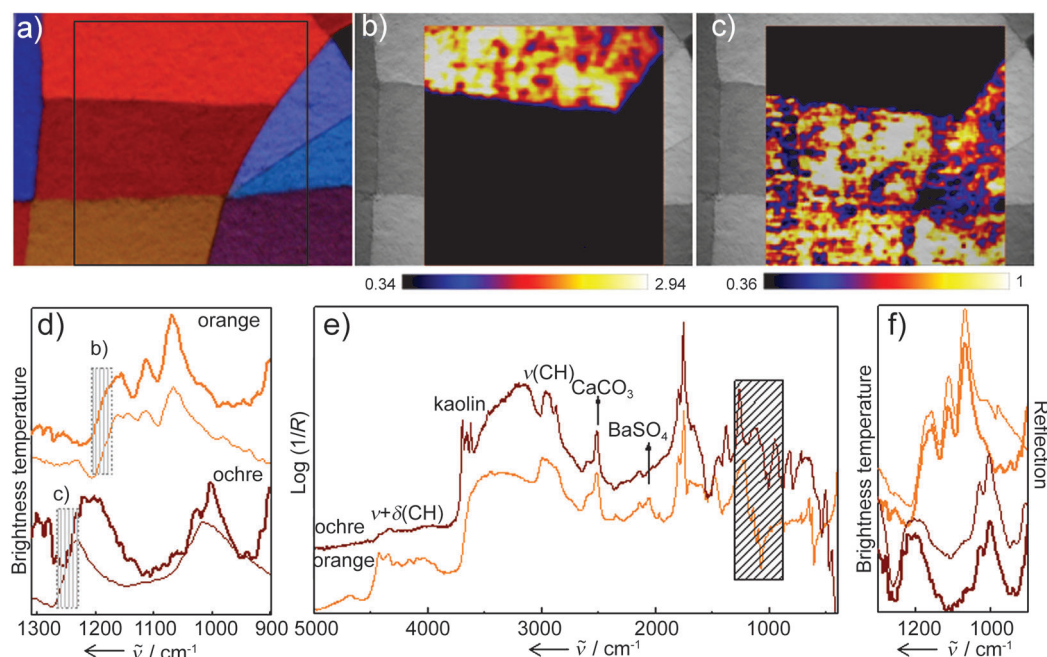 a)
b)
c)
0.34 2.94
0.36 1
d)
orange
b)
ochre
c)
Brightness temperature
1300 1200 1100 1000 900
ν̃ / cm⁻¹
e)
ν(CH)
CaCO₃
kaolin
BaSO₄
ν+δ(CH)
ochre
orange
Log (1/R)
5000 4000 3000 2000 1000
ν̃ / cm⁻¹
f)
Brightness temperature
Reflection
1200 1000
ν̃ / cm⁻¹